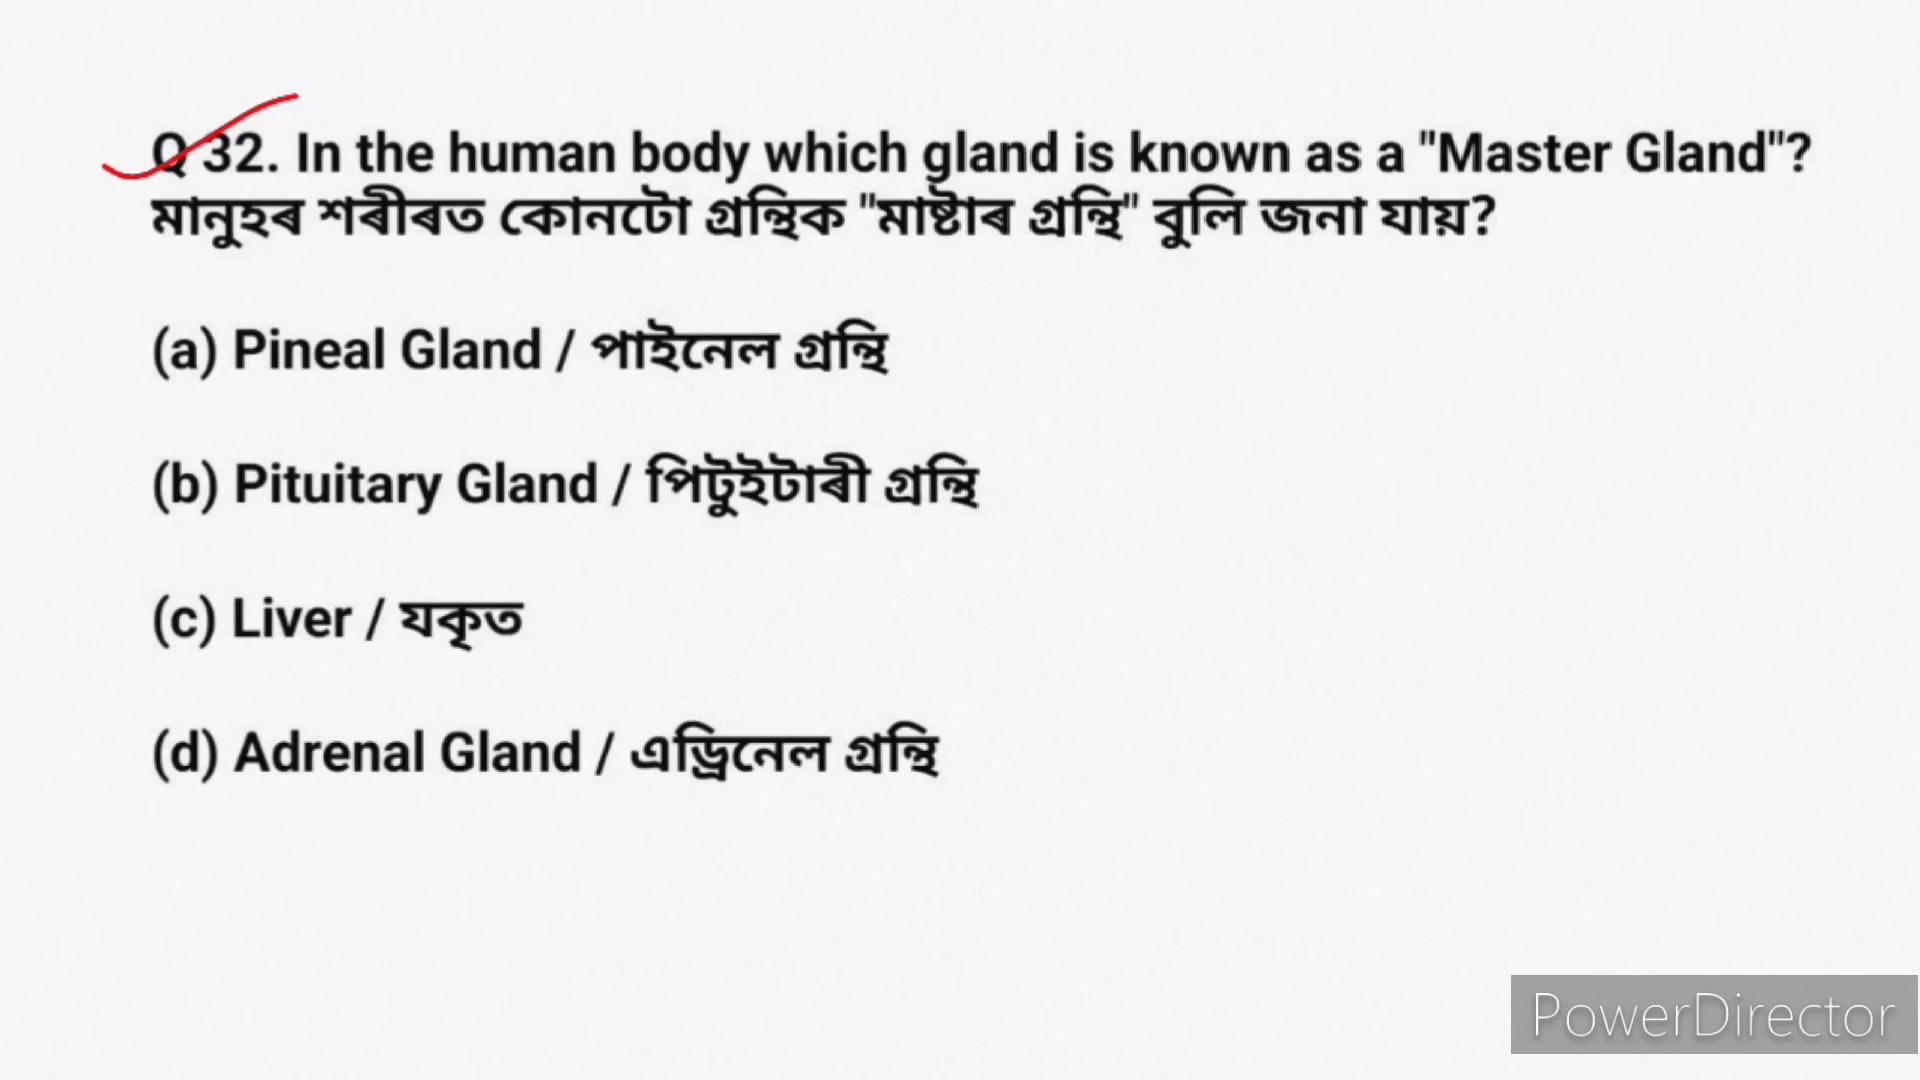 Q 32. In the human body which gland is known as a "Master Gland"?
মানুহৰ শৰীৰত কোনটো গ্ৰন্থিক "মাষ্টাৰ গ্ৰন্থি" বুলি জনা যায়?
(a) Pineal Gland / পাইনেল গ্ৰন্থি
(b) Pituitary Gland / পিটুইটাৰী গ্ৰন্থি
(c) Liver / যকৃত
(d) Adrenal Gland / এড্ৰিনেল গ্ৰন্থি
PowerDirector